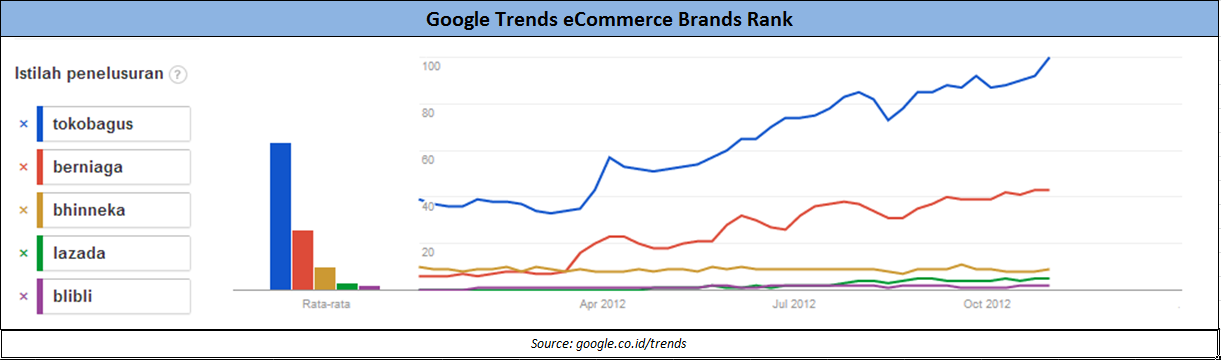 Google Trends eCommerce Brands Rank
Istilah penelusuran ?
× tokobagus
× berniaga
× bhinneka
× lazada
× blibli
100
80
60
40
20
Rata-rata
Apr 2012 Jul 2012 Oct 2012
Source: google.co.id/trends